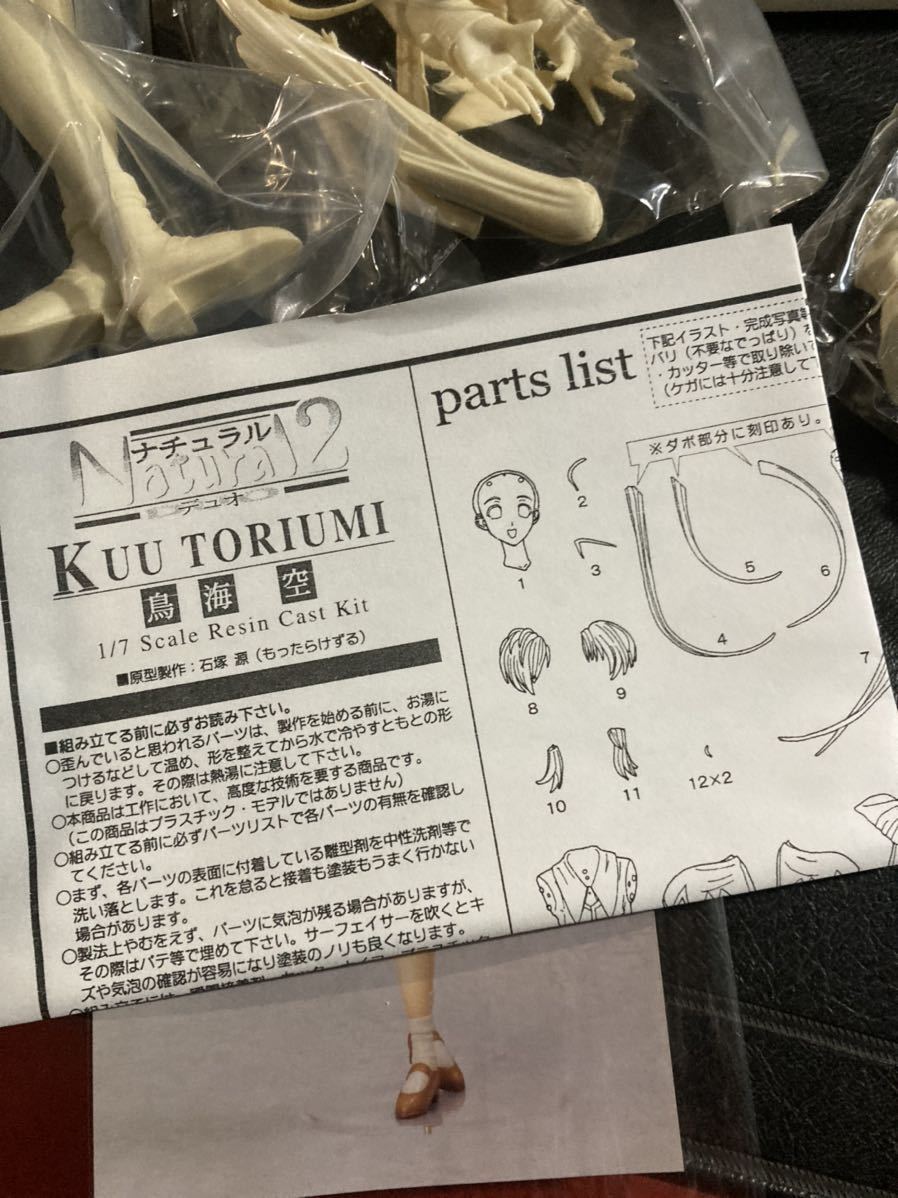 ナチュラル
Natural2
デュオ
KUU TORIUMI
鳥海 空
1/7 Scale Resin Cast Kit
■原型製作:石塚 源(もったらけずる)
■組み立てる前に必ずお読み下さい。
○歪んでいると思われるパーツは、製作を始める前に、お湯に
つけるなどして温め、形を整えてから水で冷やすともとの形
に戻ります。その際は熱湯に注意して下さい。
○本商品は工作において、高度な技術を要する商品です。
(この商品はプラスチック・モデルではありません)
○組み立てる前に必ずパーツリストで各パーツの有無を確認し
てください。
○まず、各パーツの表面に付着している離型剤を中性洗剤等で
洗い落とします。これを怠ると接着も塗装もうまく行かない
場合があります。
○製法上やむをえず、パーツに気泡が残る場合がありますが、
その際はパテ等で埋めて下さい。サーフェイサーを吹くとキ
ズや気泡の確認が容易になり塗装のノリも良くなります。
parts list
下記イラスト・完成写真等
バリ(不要なでっぱり)を
・カッター等で取り除い
(ケガには十分注意して
※ダボ部分に刻印あり。
1
2
3
4
5
6
7
8
9
10
11
12×2